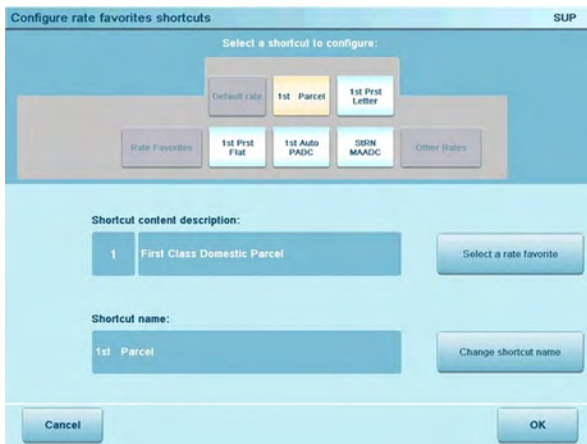 Configure rate favorites shortcuts
SUP
Select a shortcut to configure:
Default rate
1st Parcel
1st Prst
Letter
Rate Favorites
1st Prst
Flat
1st Auto
PADC
StRN
MAADC
Other Rates
Shortcut content description:
1
First Class Domestic Parcel
Select a rate favorite
Shortcut name:
1st Parcel
Change shortcut name
Cancel
OK